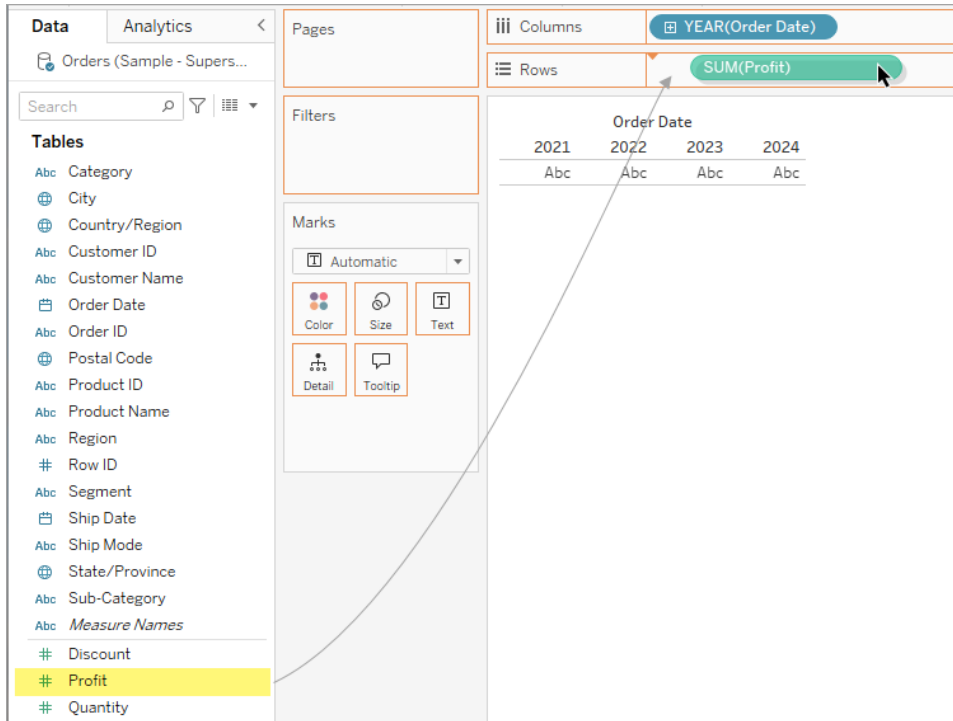 Data Analytics
Orders (Sample - Supers...
Search
Tables
Abc Category
City
Country/Region
Abc Customer ID
Abc Customer Name
Order Date
Abc Order ID
Postal Code
Abc Product ID
Abc Product Name
Abc Region
# Row ID
Abc Segment
Ship Date
Abc Ship Mode
State/Province
Abc Sub-Category
Abc Measure Names
# Discount
# Profit
# Quantity
Pages
Filters
Marks
T Automatic
Color Size T Text
Detail Tooltip
Columns YEAR(Order Date)
Rows SUM(Profit)
Order Date
2021 2022 2023 2024
Abc Abc Abc Abc